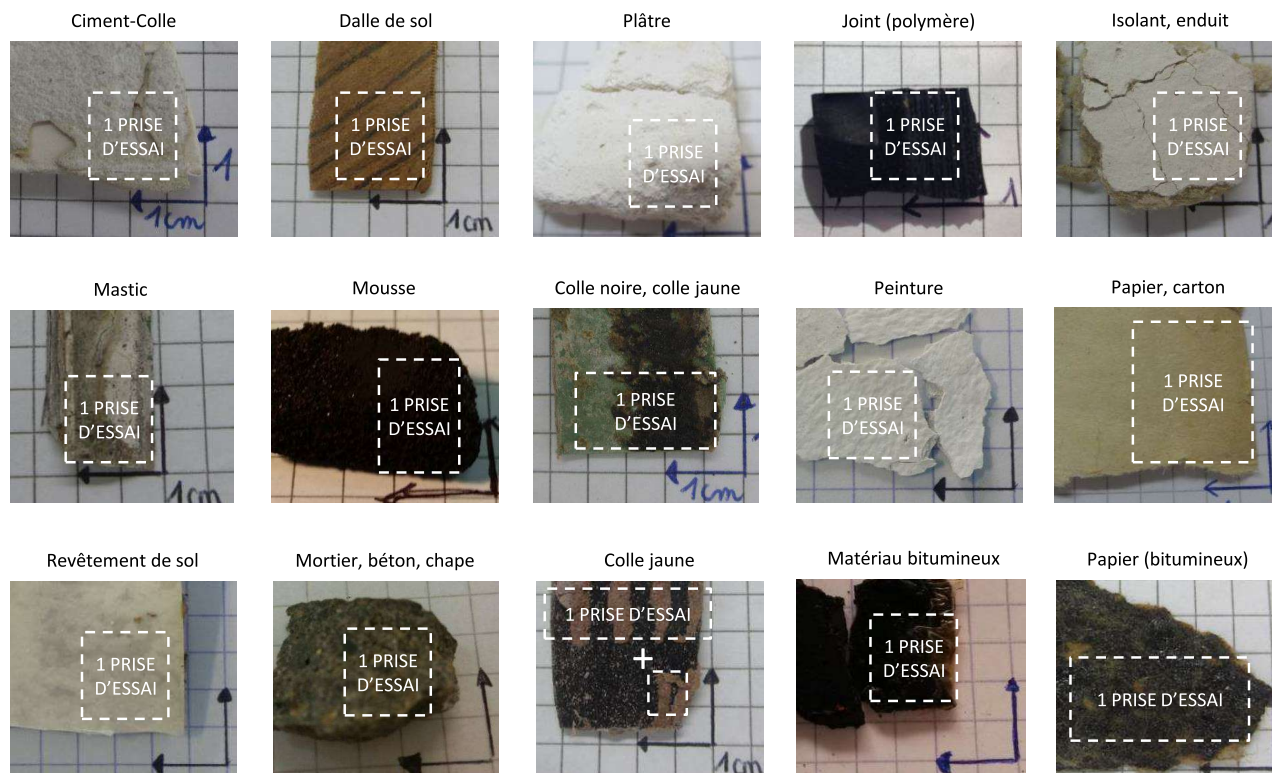 Ciment-Colle
Dalle de sol
Plâtre
Joint (polymère)
Isolant, enduit
1 PRISE
D’ESSAI
1
1cm
1 PRISE
D’ESSAI
1cm
1 PRISE
D’ESSAI
1 PRISE
D’ESSAI
1
1 PRISE
D’ESSAI
Mastic
Mousse
Colle noire, colle jaune
Peinture
Papier, carton
1 PRISE
D’ESSAI
1cm
1 PRISE
D’ESSAI
1 PRISE
D’ESSAI
1cm
1 PRISE
D’ESSAI
1 PRISE
D’ESSAI
Revêtement de sol
Mortier, béton, chape
Colle jaune
Matériau bitumineux
Papier (bitumineux)
1 PRISE
D’ESSAI
1 PRISE
D’ESSAI
1 PRISE D’ESSAI
+
P
1cm
1 PRISE
D’ESSAI
1 PRISE D’ESSAI